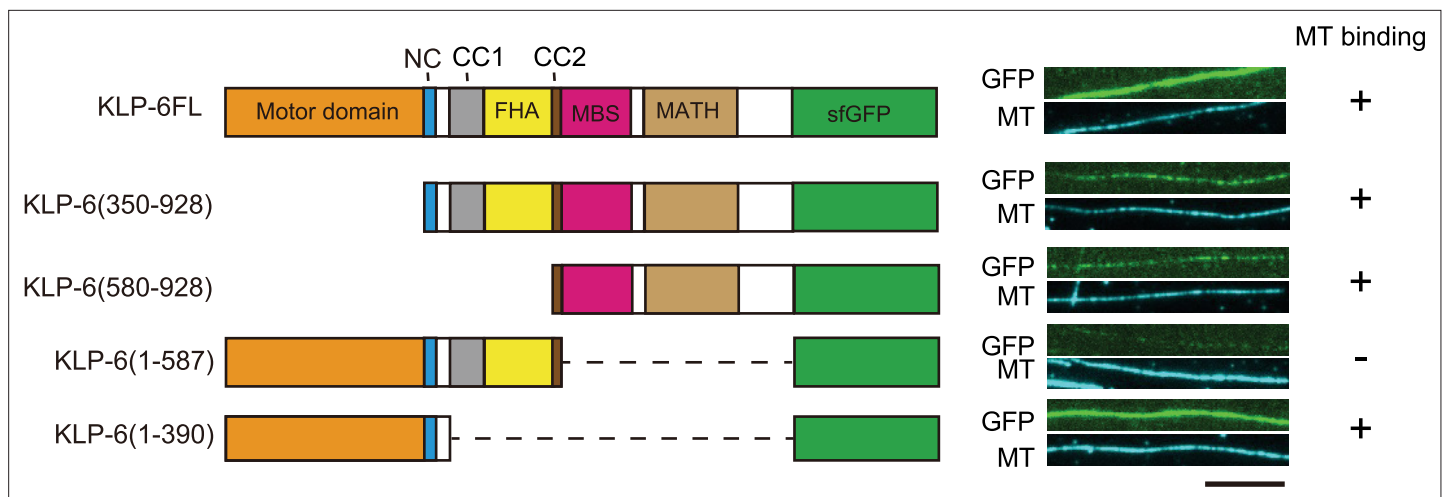 MT binding
NC CC1 CC2
KLP-6FL Motor domain FHA MBS MATH sfGFP GFP +
MT
KLP-6(350-928) GFP +
MT
KLP-6(580-928) GFP +
MT
KLP-6(1-587) GFP -
MT
KLP-6(1-390) GFP +
MT